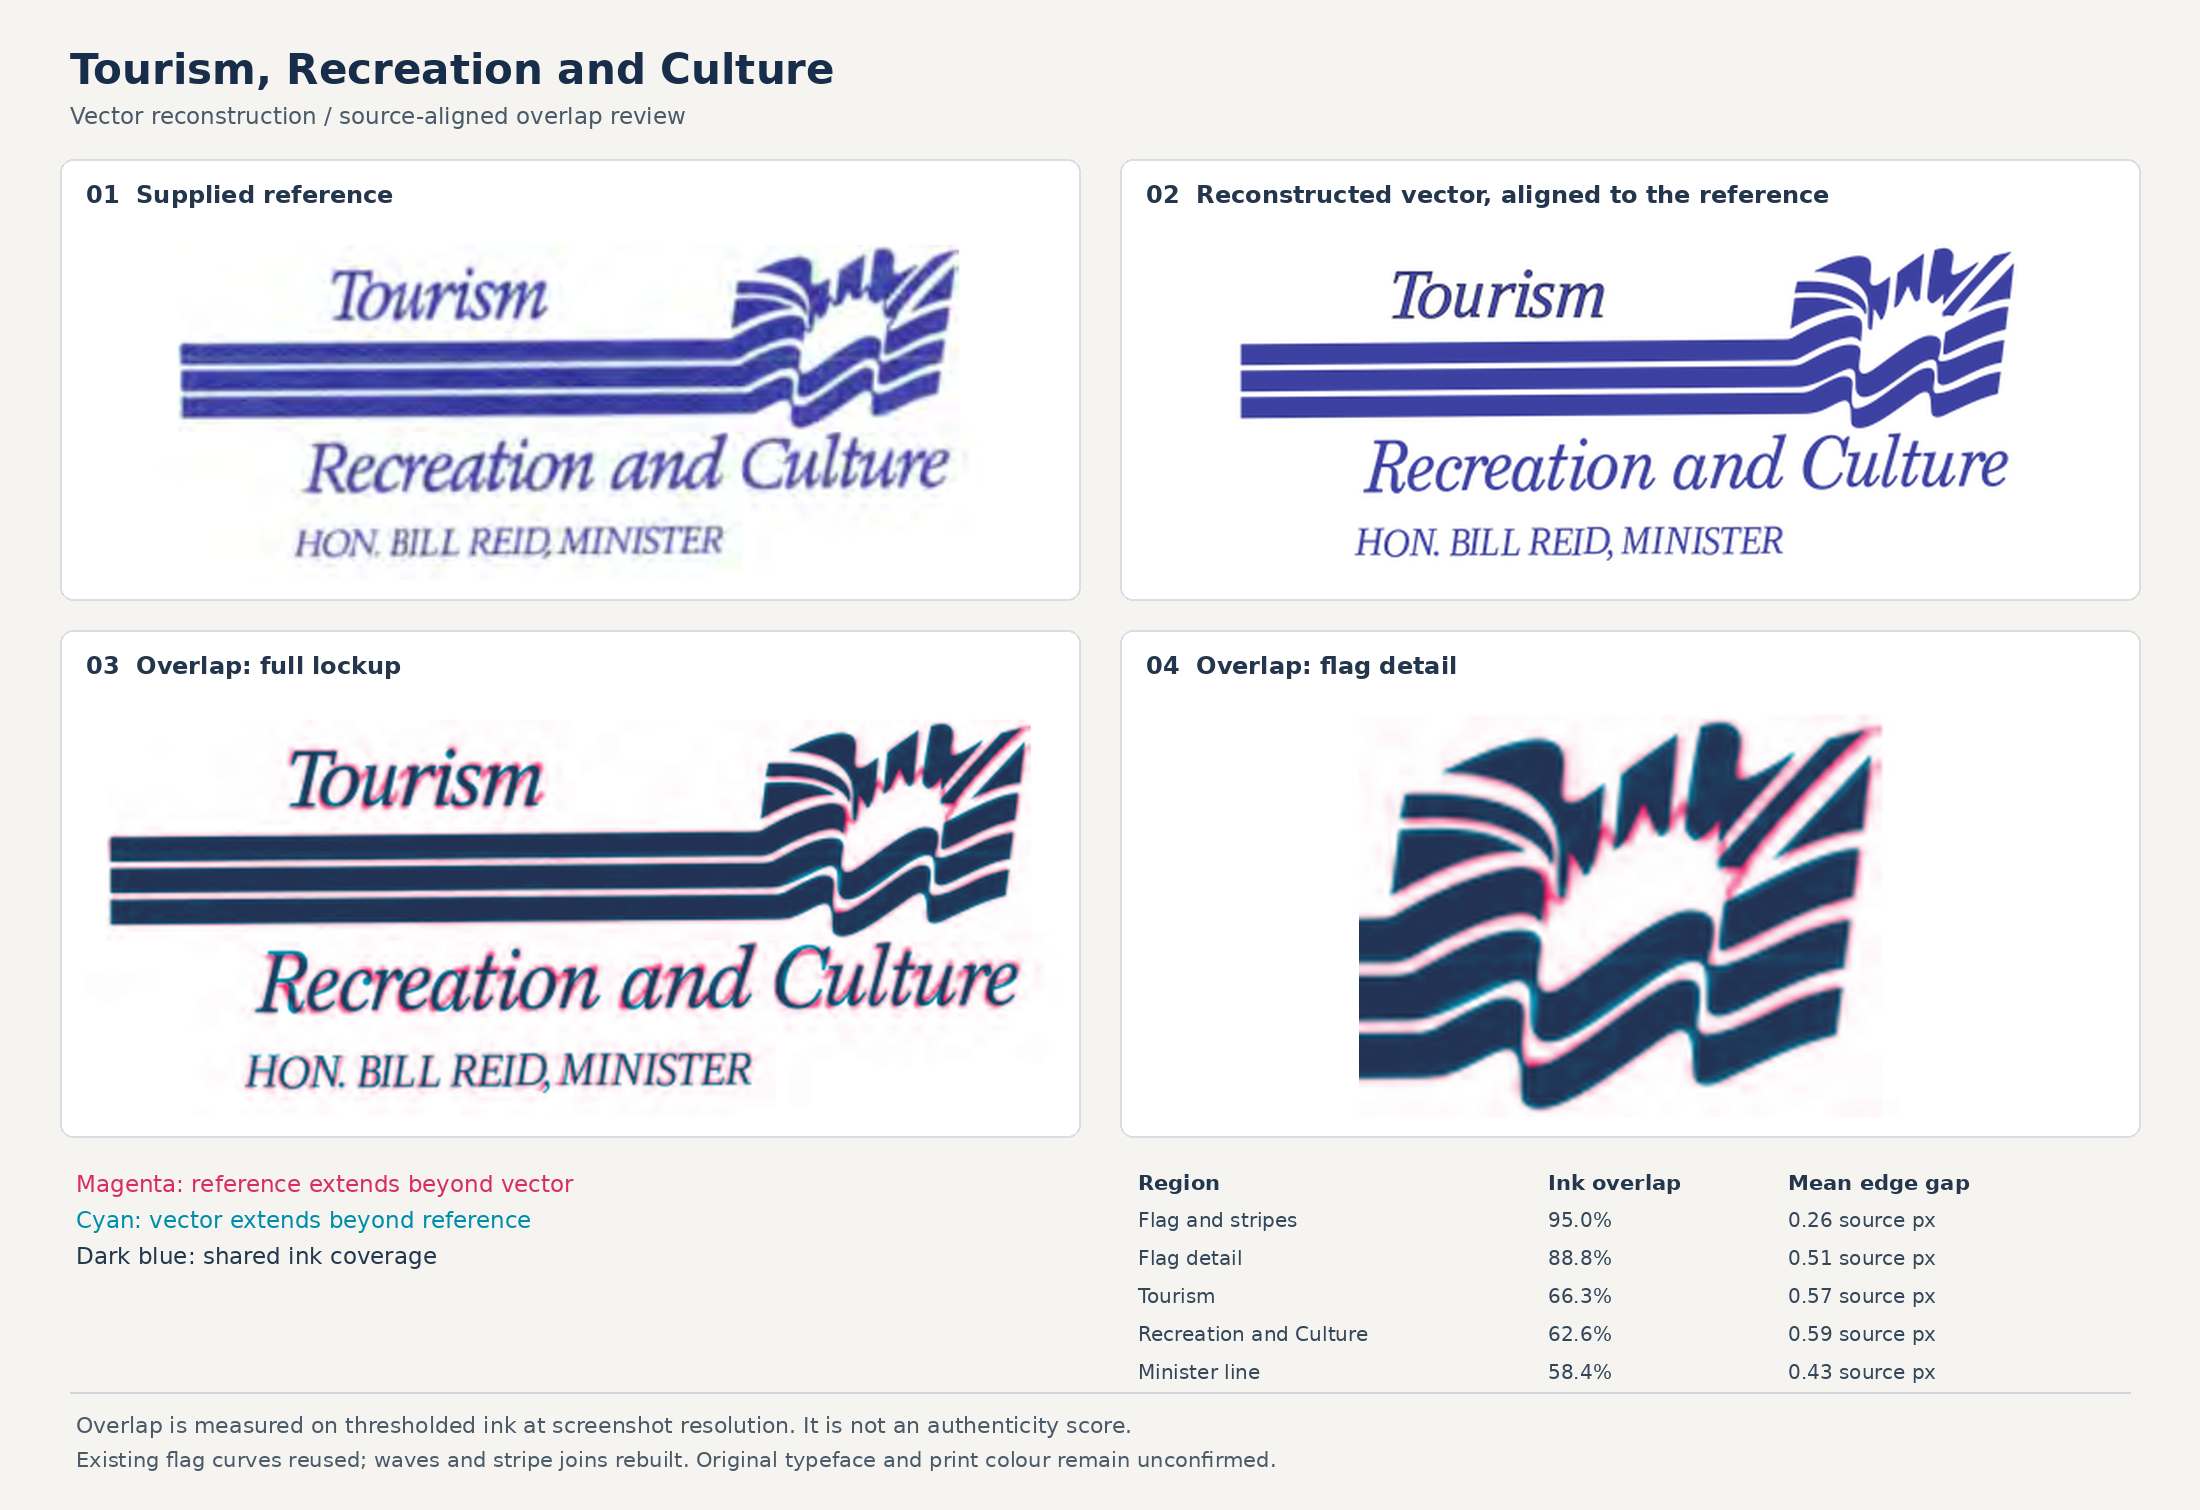 Tourism, Recreation and Culture
Vector reconstruction / source-aligned overlap review
01 Supplied reference
Tourism
Recreation and Culture
HON. BILL REID, MINISTER
02 Reconstructed vector, aligned to the reference
Tourism
Recreation and Culture
HON. BILL REID, MINISTER
03 Overlap: full lockup
Tourism
Recreation and Culture
HON. BILL REID, MINISTER
04 Overlap: flag detail
Magenta: reference extends beyond vector
Cyan: vector extends beyond reference
Dark blue: shared ink coverage
Region Ink overlap Mean edge gap
Flag and stripes 95.0% 0.26 source px
Flag detail 88.8% 0.51 source px
Tourism 66.3% 0.57 source px
Recreation and Culture 62.6% 0.59 source px
Minister line 58.4% 0.43 source px
Overlap is measured on thresholded ink at screenshot resolution. It is not an authenticity score.
Existing flag curves reused; waves and stripe joins rebuilt. Original typeface and print colour remain unconfirmed.